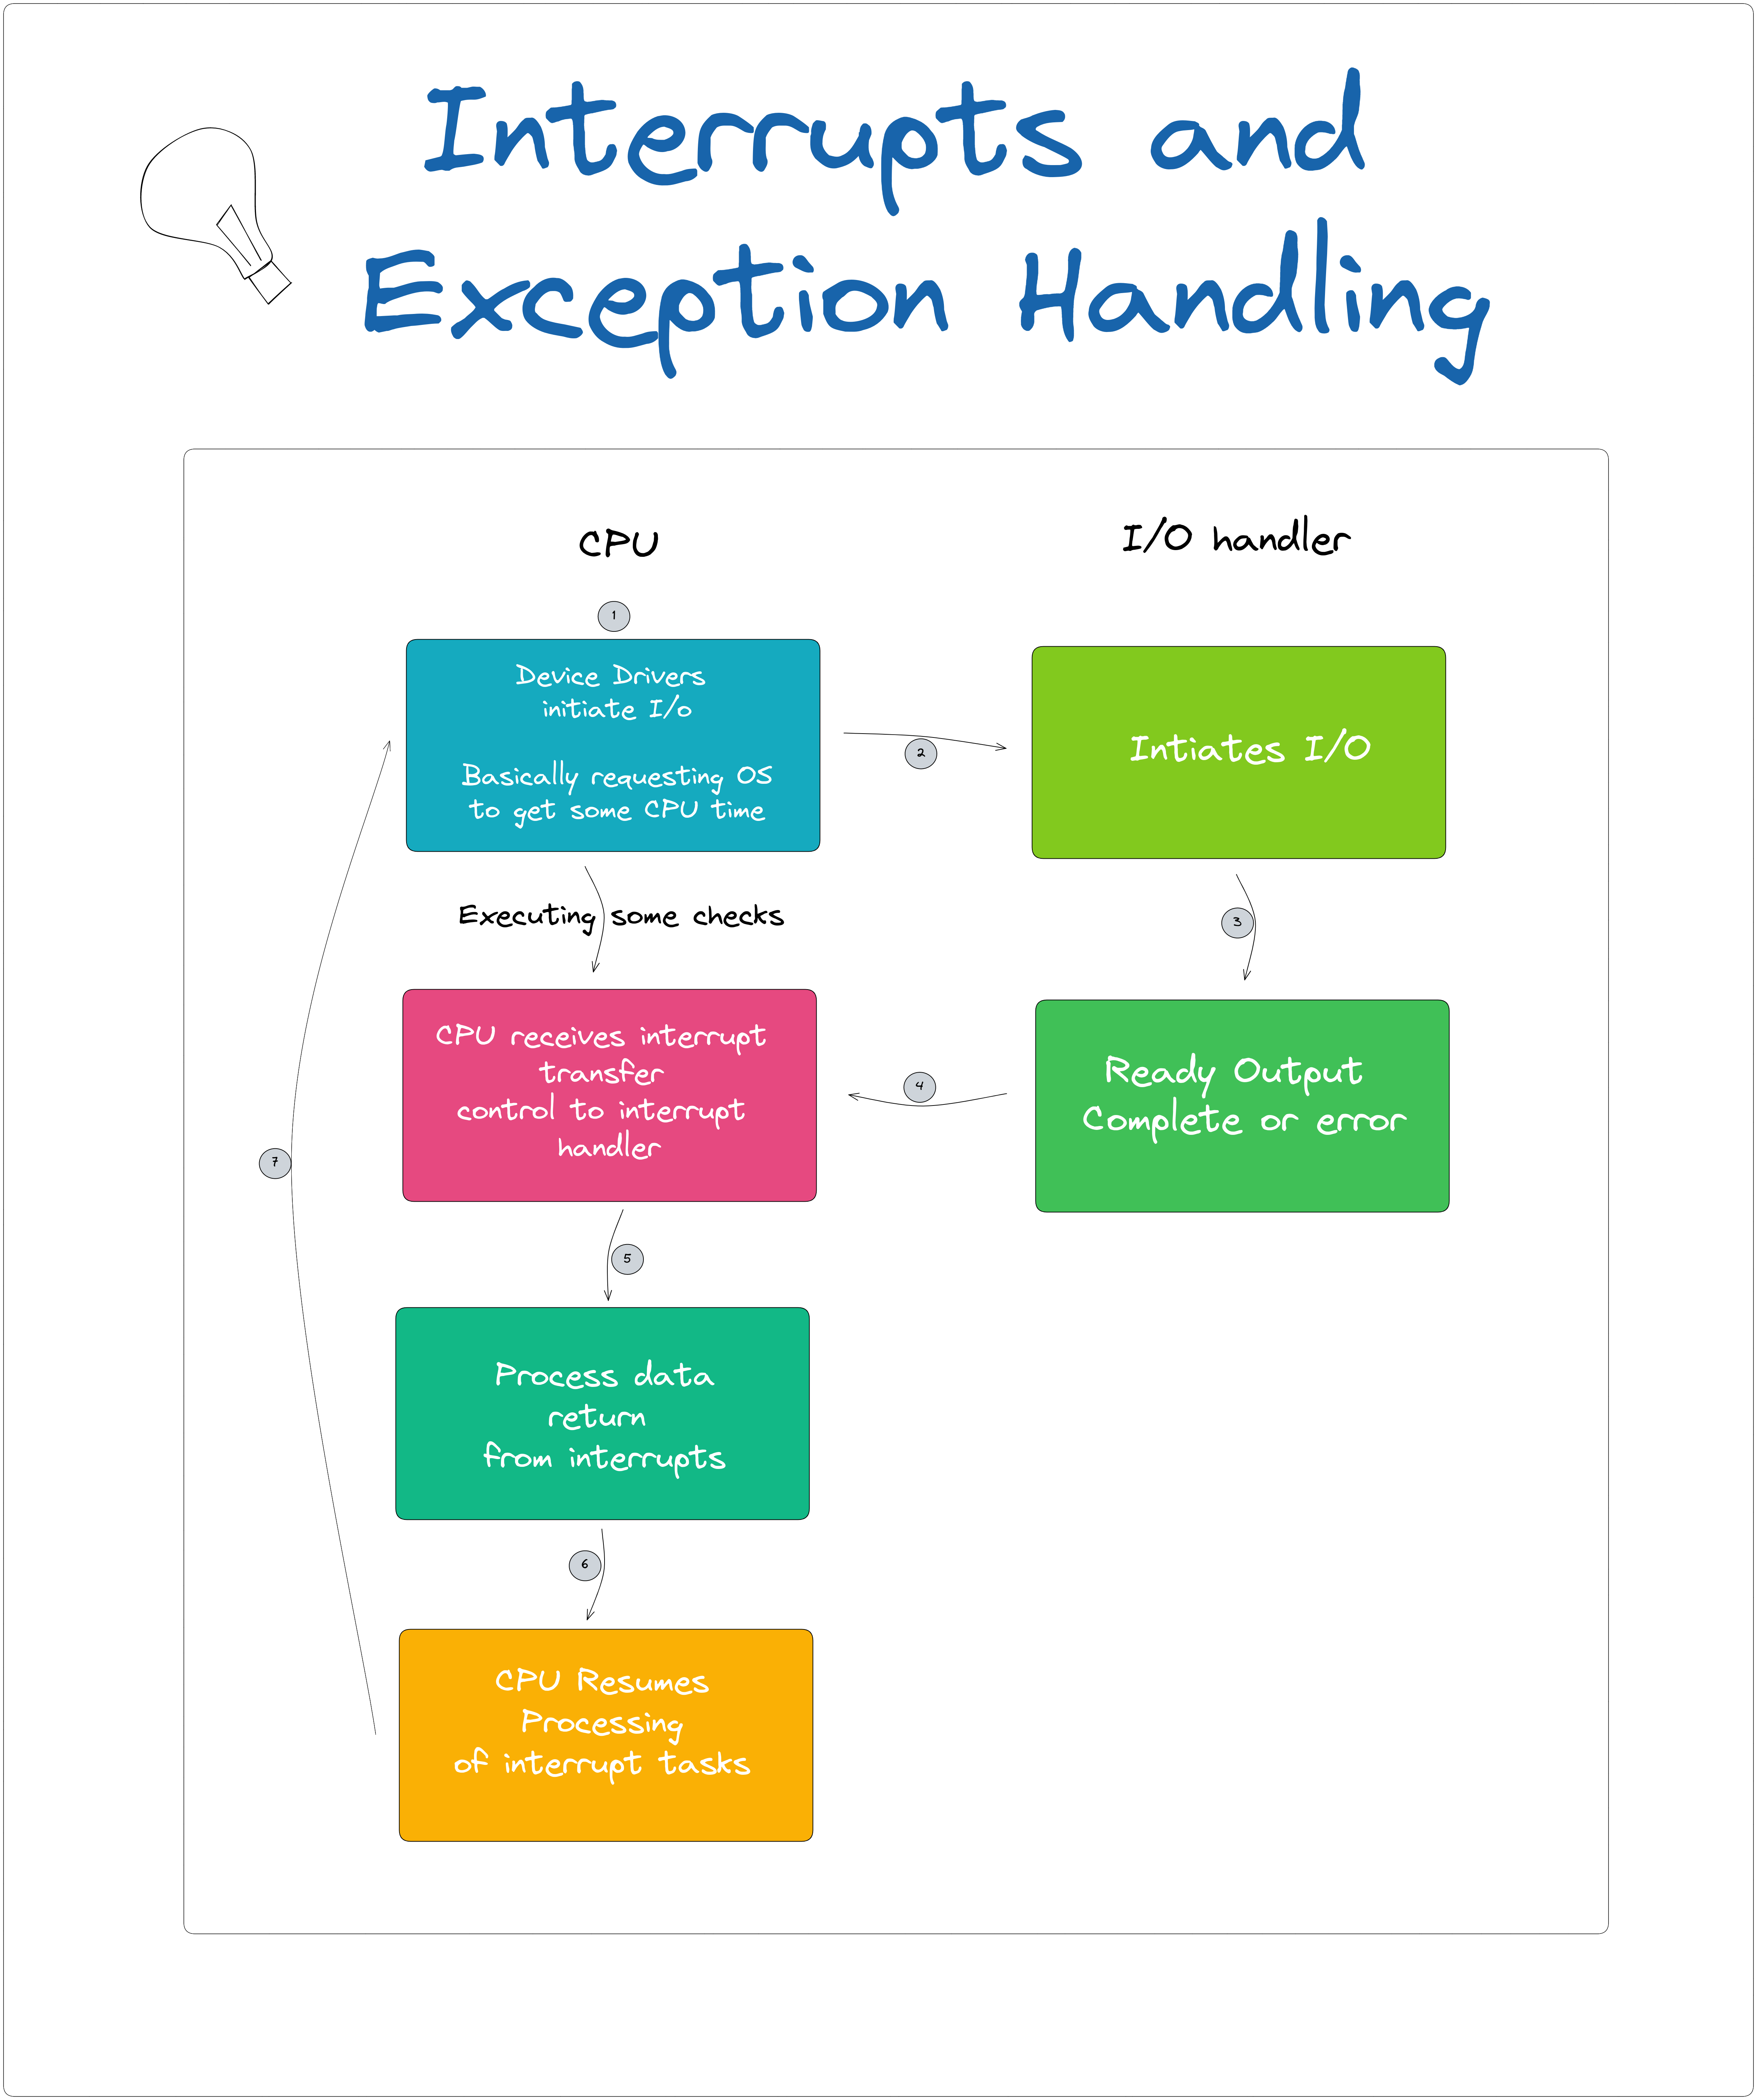 Interrupts and
Exception Handling
CPU
I/O handler
1
Device Drivers
initiate I/o
Basically requesting OS
to get some CPU time
2
Intiates I/O
Executing some checks
3
CPU receives interrupt
transfer
control to interrupt
handler
4
Ready Output
Complete or error
7
5
Process data
return
from interrupts
6
CPU Resumes
Processing
of interrupt tasks